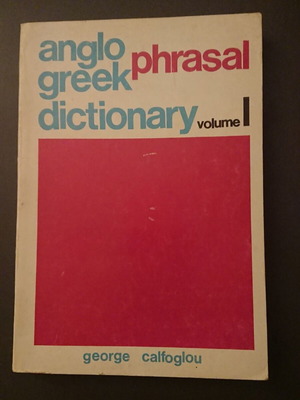 anglo phrasal
greek
dictionary volume I
george calfoglou